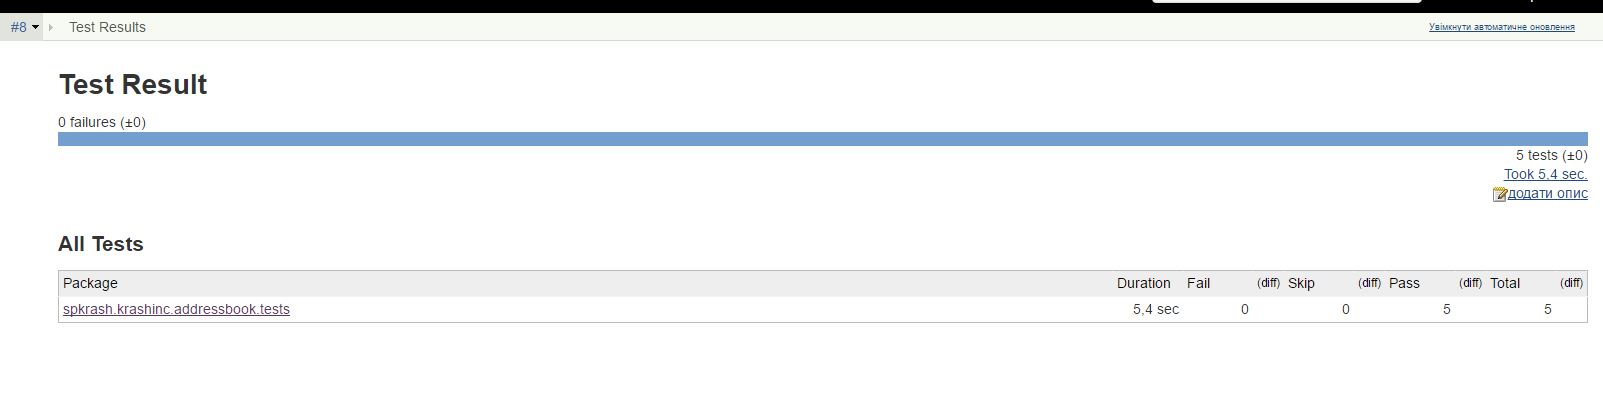 #8 Test Results Увімкнути автоматичне оновлення
Test Result
0 failures (±0)
5 tests (±0)
Took 5,4 sec.
додати опис
All Tests
Package Duration Fail (diff) Skip (diff) Pass (diff) Total (diff)
spkrash.krashinc.addressbook.tests 5,4 sec 0 0 5 5